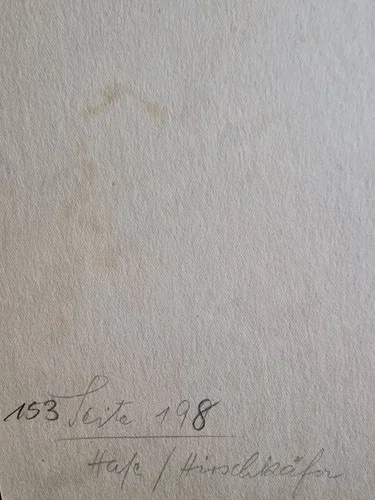 153 Seite 198
Hase / Hirschkäfer